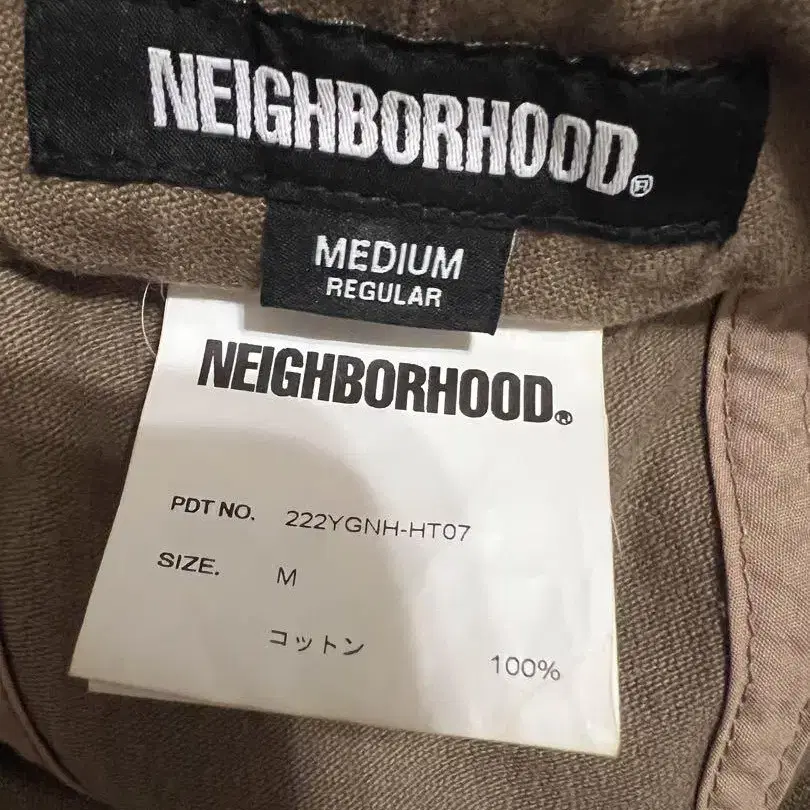 NEIGHBORHOOD®
MEDIUM
REGULAR
NEIGHBORHOOD®
PDT NO. 222YGNH-HT07
SIZE. M
コットン 100%